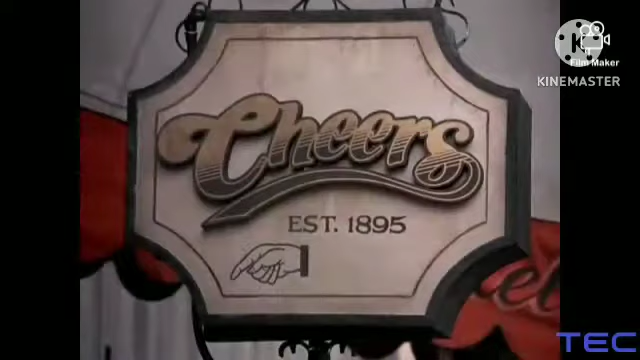 Cheers
EST. 1895
K
Film Maker
KINEMASTER
TEC